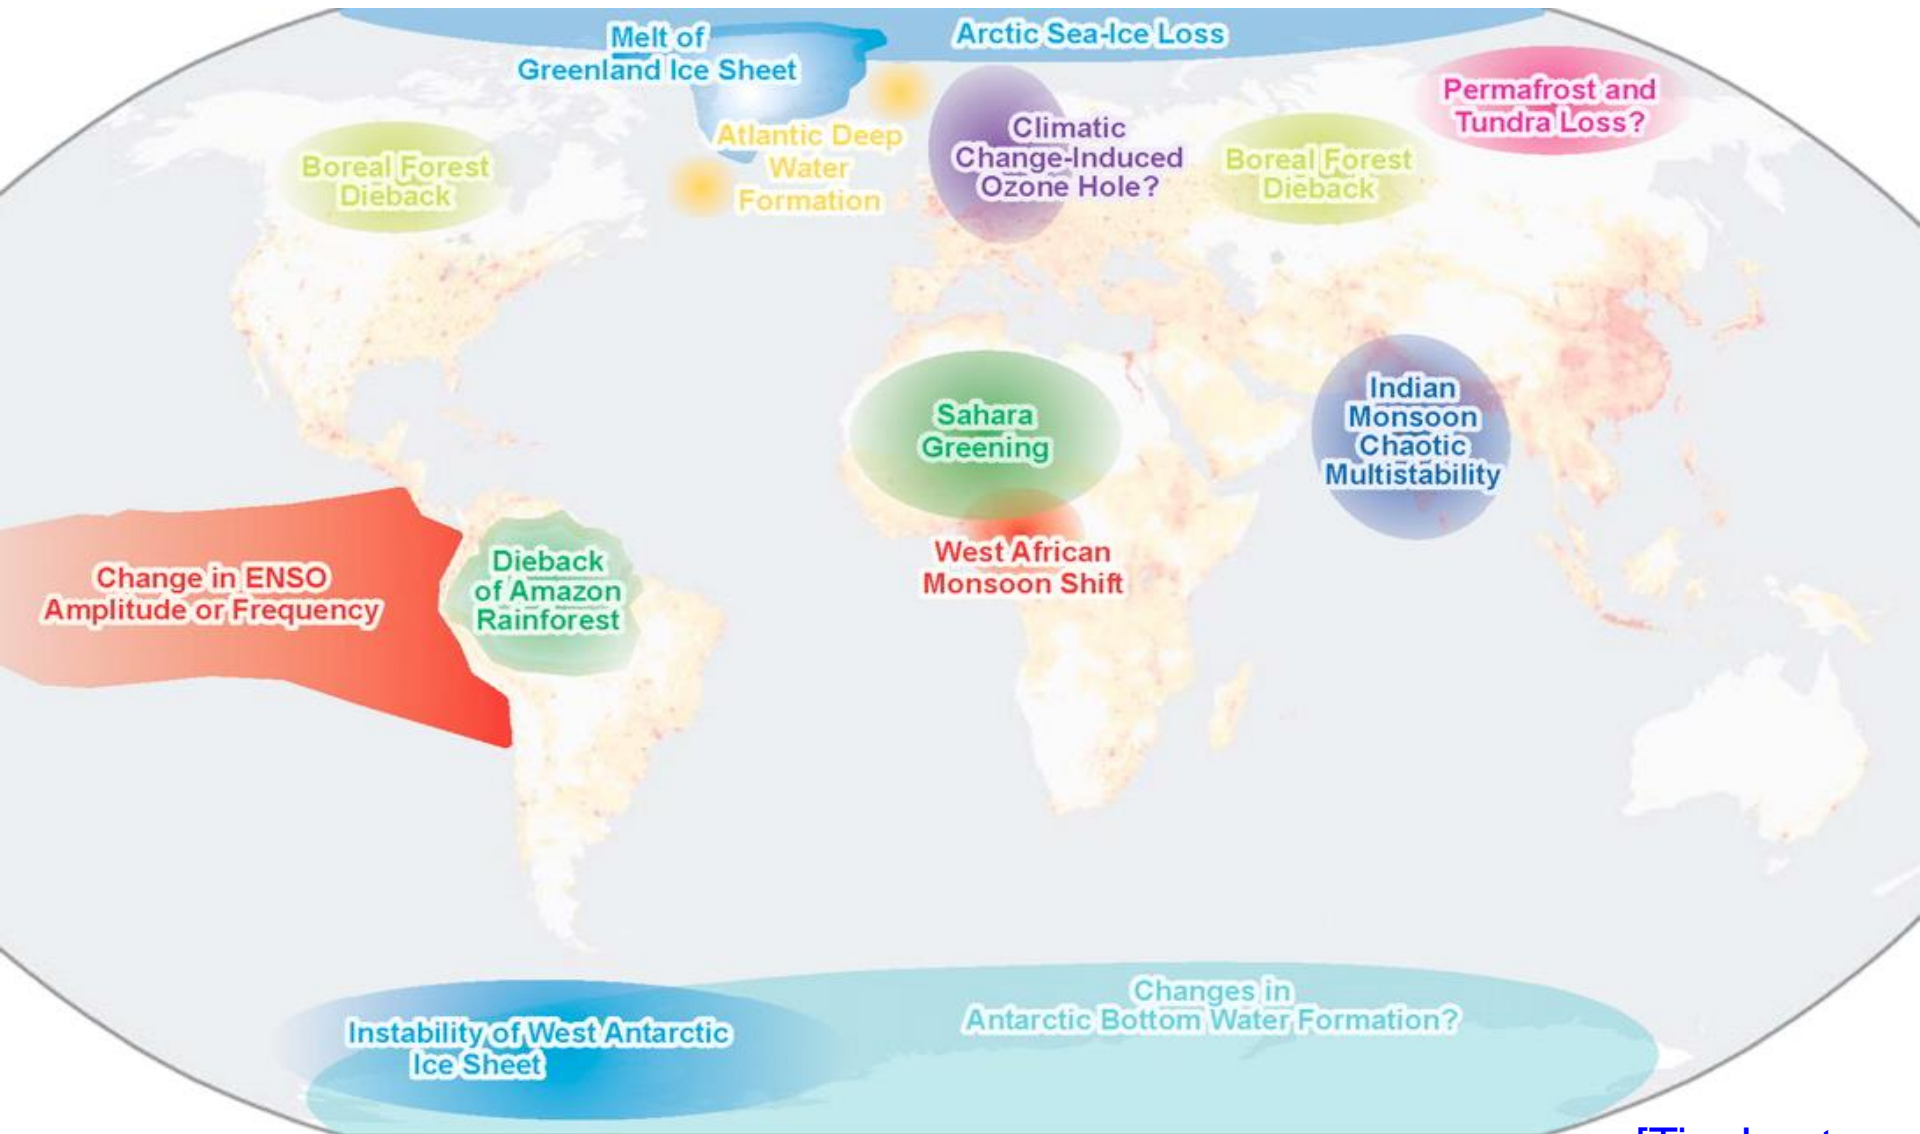 Melt of
Greenland Ice Sheet
Arctic Sea-Ice Loss
Permafrost and
Tundra Loss?
Atlantic Deep
Water
Formation
Climatic
Change-Induced
Ozone Hole?
Boreal Forest
Dieback
Boreal Forest
Dieback
Sahara
Greening
Indian
Monsoon
Chaotic
Multistability
West African
Monsoon Shift
Change in ENSO
Amplitude or Frequency
Dieback
of Amazon
Rainforest
Changes in
Antarctic Bottom Water Formation?
Instability of West Antarctic
Ice Sheet